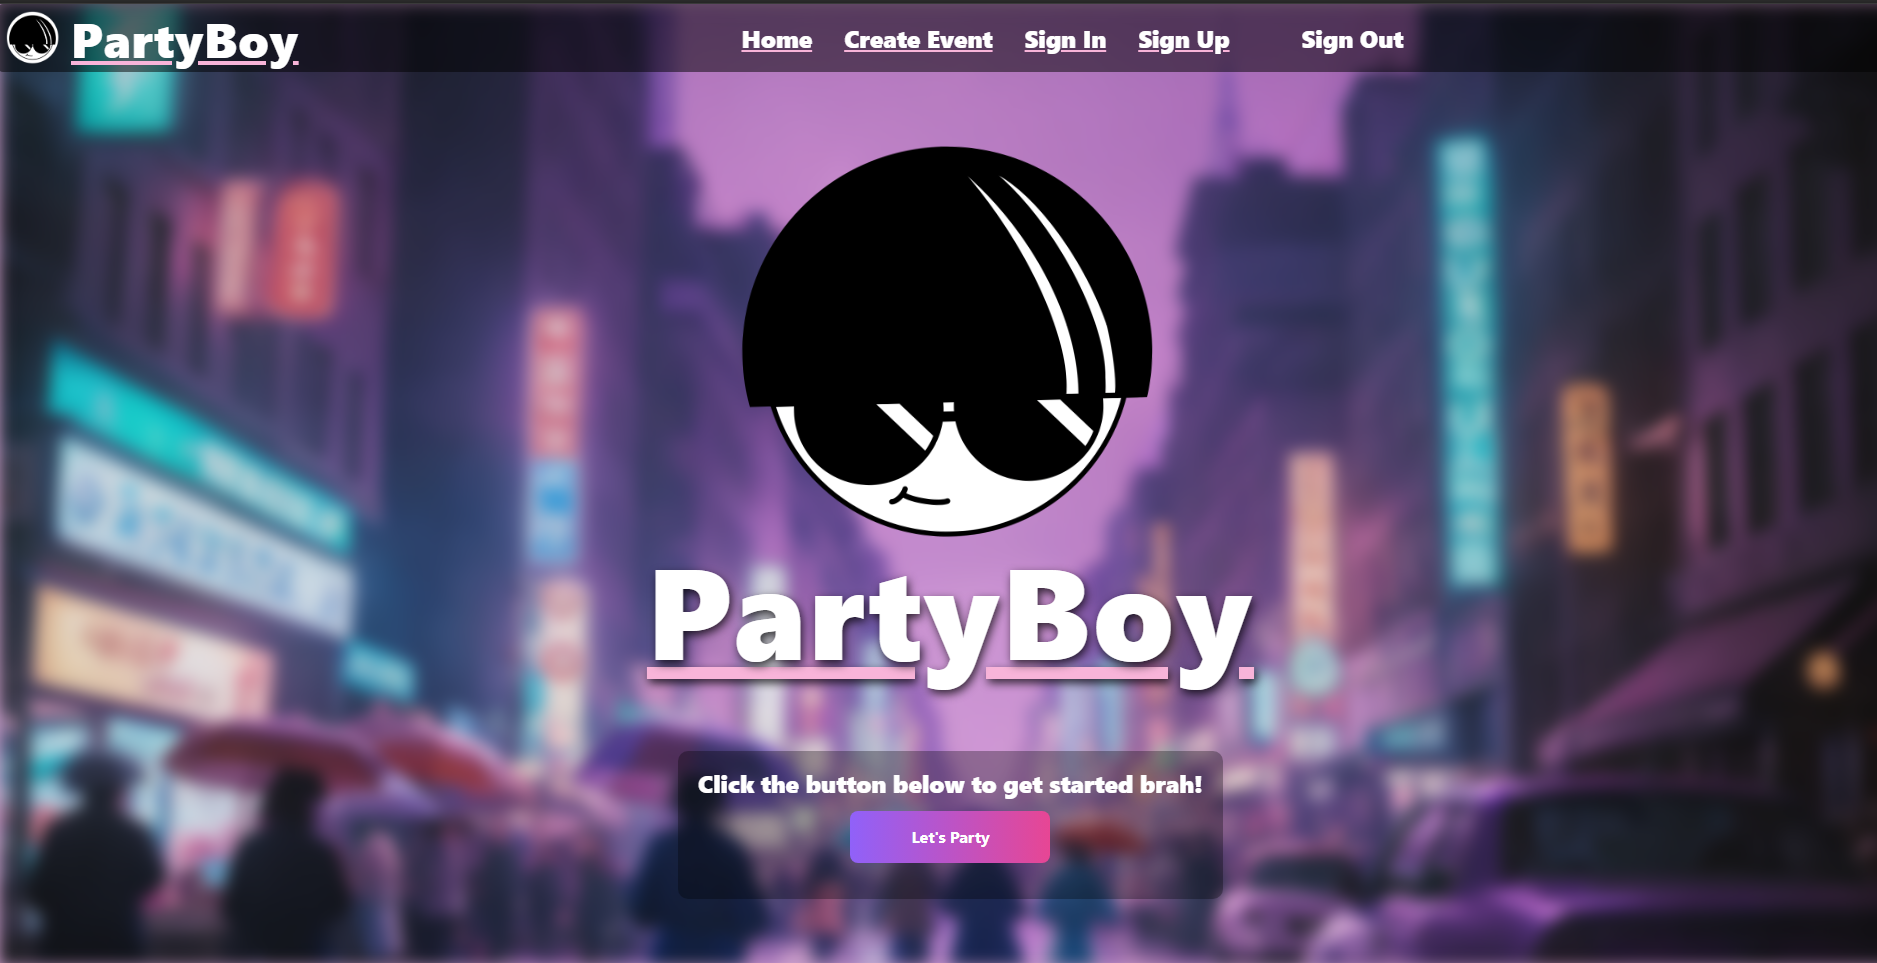 PartyBoy
Home Create Event Sign In Sign Up Sign Out
PartyBoy
Click the button below to get started brah!
Let's Party